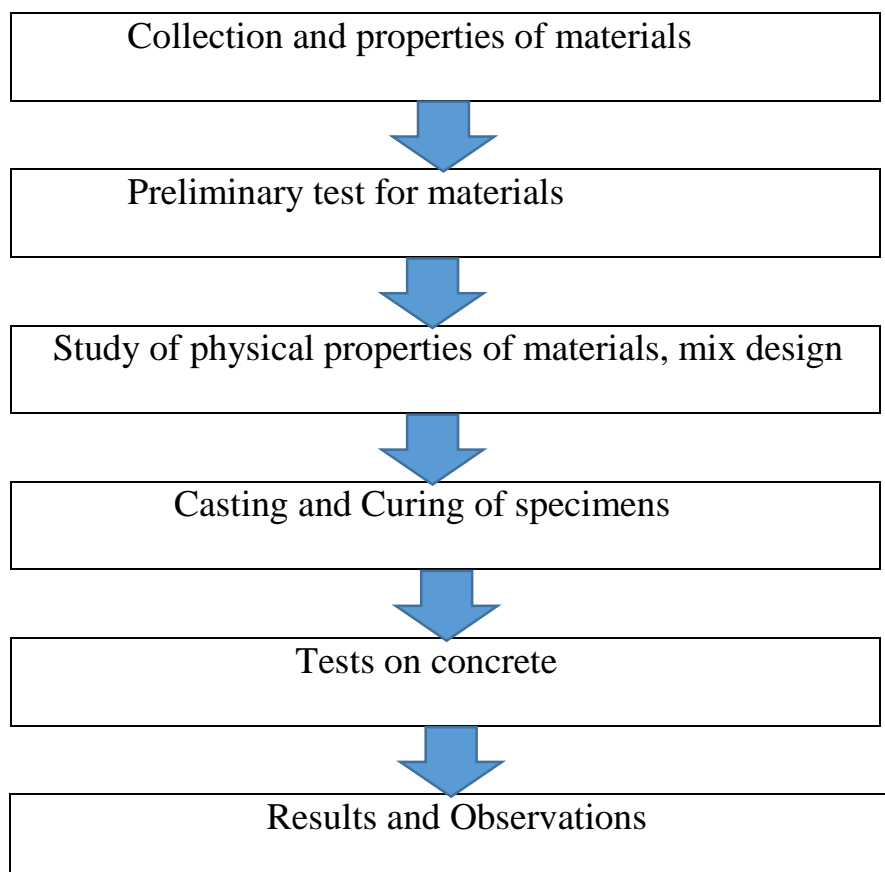 Collection and properties of materials
Preliminary test for materials
Study of physical properties of materials, mix design
Casting and Curing of specimens
Tests on concrete
Results and Observations